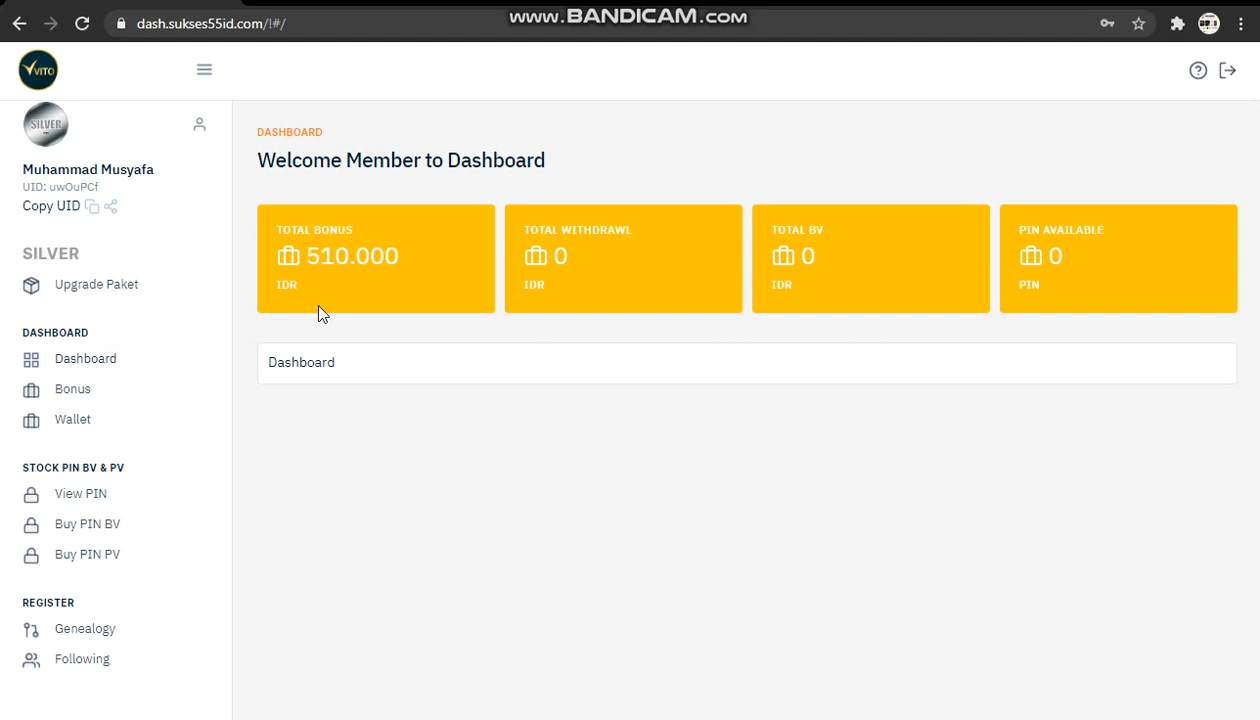 dash.sukses55id.com/!#/
www.BANDICAM.com
VITO
SILVER
Muhammad Musyafa
UID: uwOuPCf
Copy UID
SILVER
Upgrade Paket
DASHBOARD
Dashboard
Bonus
Wallet
STOCK PIN BV & PV
View PIN
Buy PIN BV
Buy PIN PV
REGISTER
Genealogy
Following
DASHBOARD
Welcome Member to Dashboard
TOTAL BONUS
510.000
IDR
TOTAL WITHDRAWL
0
IDR
TOTAL BV
0
IDR
PIN AVAILABLE
0
PIN
Dashboard